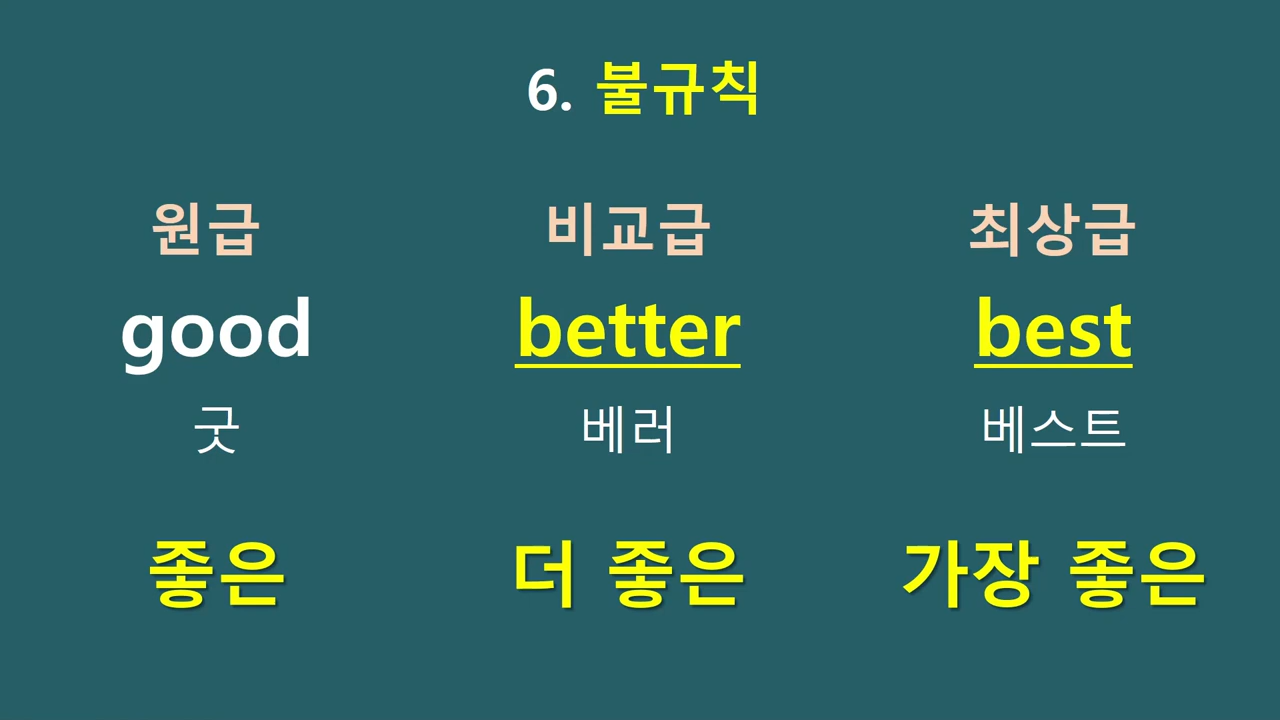 6. 불규칙
원급 비교급 최상급
good better best
굿 베러 베스트
좋은 더 좋은 가장 좋은